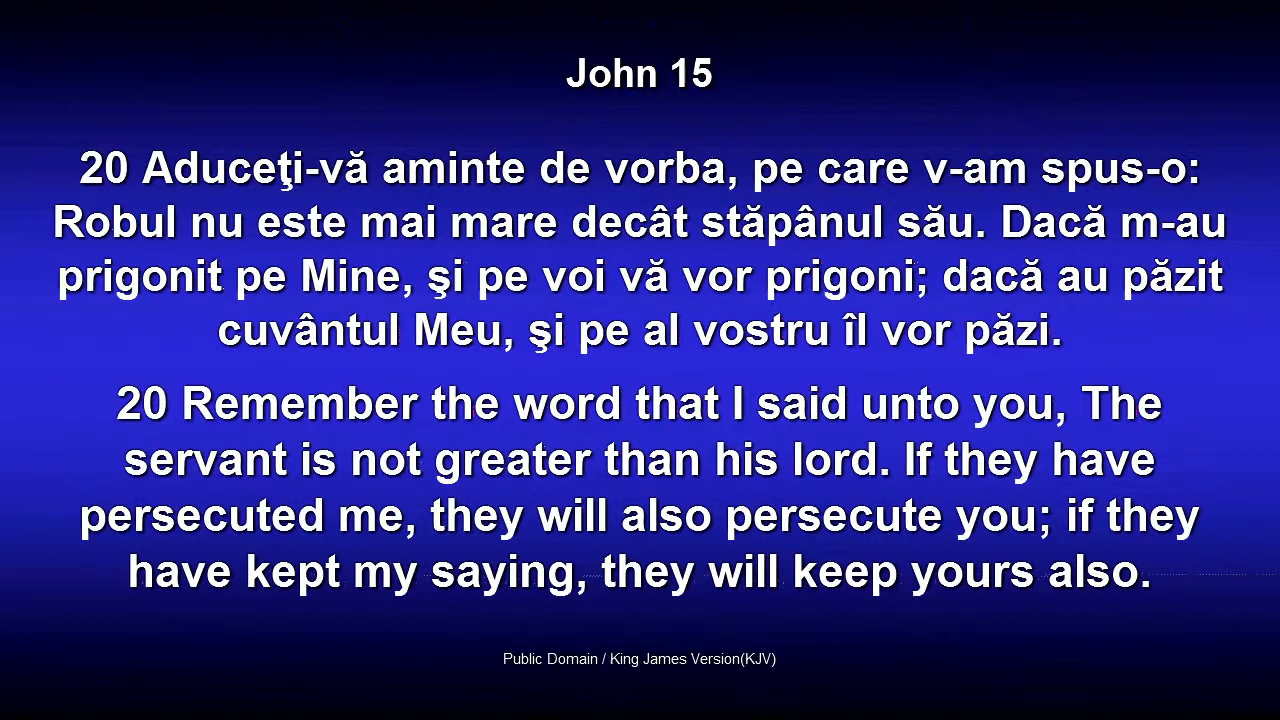 John 15
20 Aduceţi-vă aminte de vorba, pe care v-am spus-o:
Robul nu este mai mare decât stăpânul său. Dacă m-au
prigonit pe Mine, şi pe voi vă vor prigoni; dacă au păzit
cuvântul Meu, şi pe al vostru îl vor păzi.
20 Remember the word that I said unto you, The
servant is not greater than his lord. If they have
persecuted me, they will also persecute you; if they
have kept my saying, they will keep yours also.
Public Domain / King James Version(KJV)